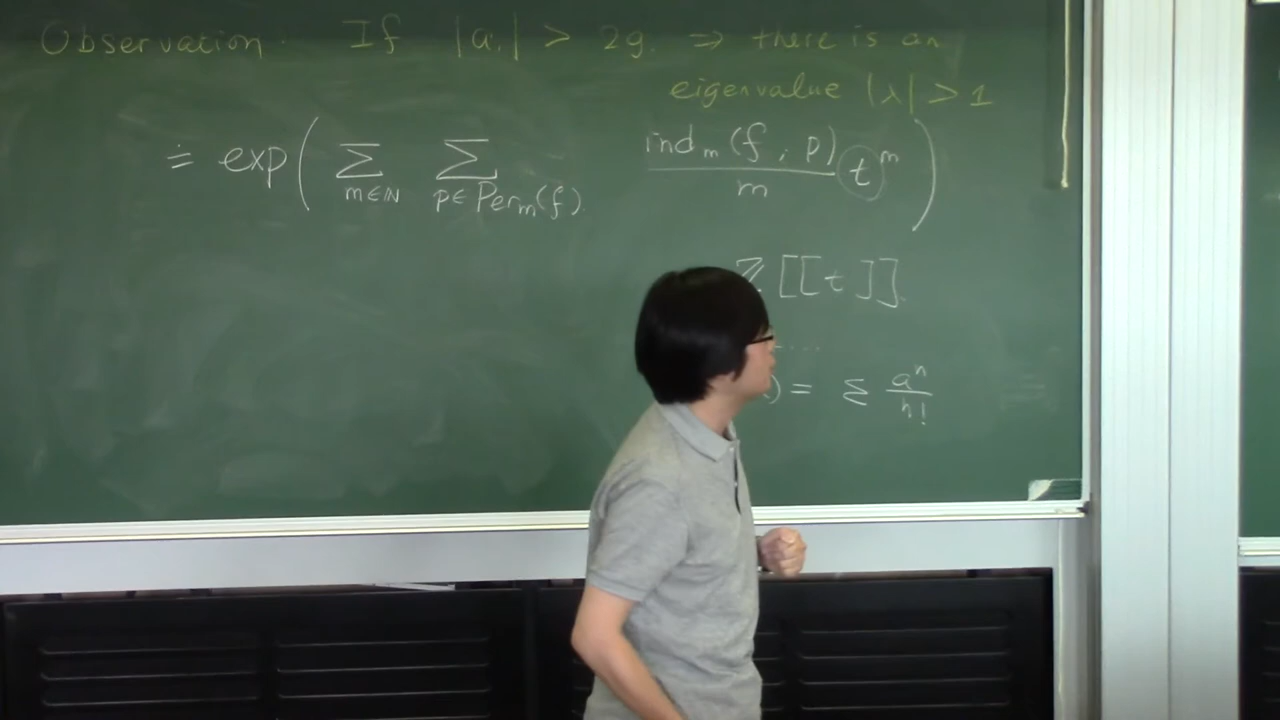 Observation: If |a₁| > 2g. ⇒ there is an
eigenvalue |λ| > 1
≐ exp( Σ_{m∈ℕ} Σ_{p∈Per_m(f)} ind_m(f, p)/m t^m )
ℤ[[t]].
....
) = Σ aⁿ/n!